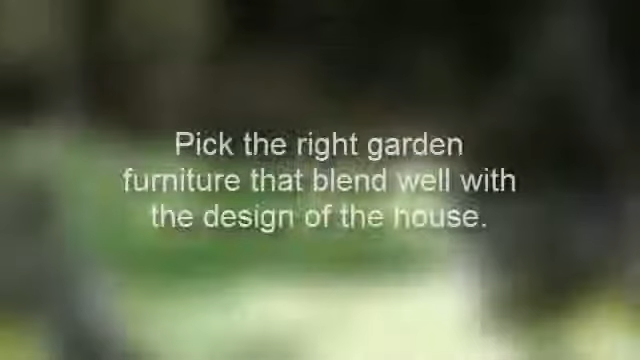 Pick the right garden
furniture that blend well with
the design of the house.